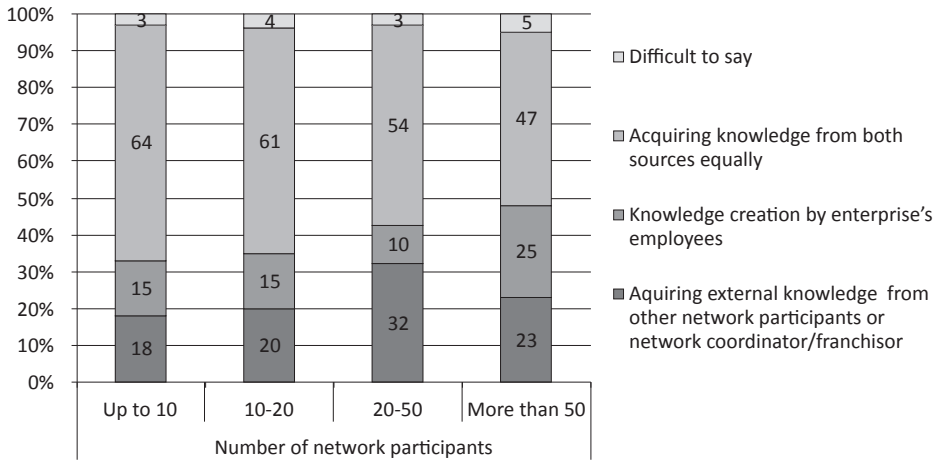 100%
90%
80%
70%
60%
50%
40%
30%
20%
10%
0%
3
4
3
5
64
61
54
47
15
15
10
25
18
20
32
23
Up to 10
10-20
20-50
More than 50
Number of network participants
Difficult to say
Acquiring knowledge from both
sources equally
Knowledge creation by enterprise's
employees
Aquiring external knowledge from
other network participants or
network coordinator/franchisor